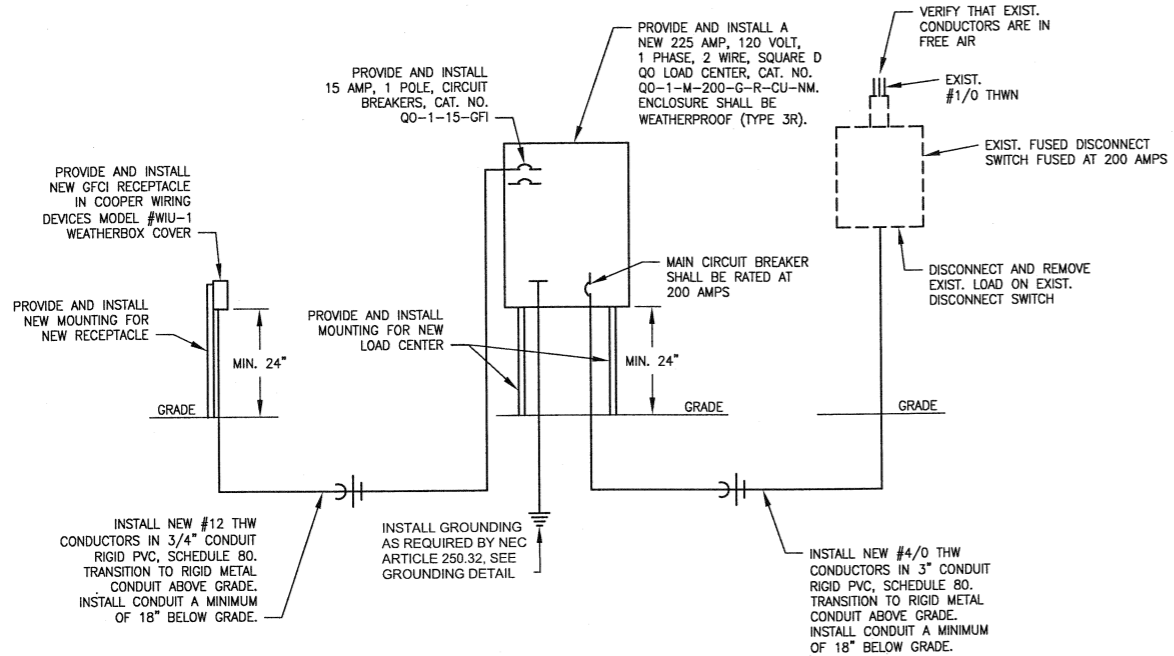 VERIFY THAT EXIST.
CONDUCTORS ARE IN
FREE AIR
PROVIDE AND INSTALL A
NEW 225 AMP, 120 VOLT,
1 PHASE, 2 WIRE, SQUARE D
QO LOAD CENTER, CAT. NO.
QO-1-M-200-G-R-CU-NM.
ENCLOSURE SHALL BE
WEATHERPROOF (TYPE 3R).
PROVIDE AND INSTALL
15 AMP, 1 POLE, CIRCUIT
BREAKERS, CAT. NO.
QO-1-15-GFI
EXIST.
#1/0 THWN
EXIST. FUSED DISCONNECT
SWITCH FUSED AT 200 AMPS
PROVIDE AND INSTALL
NEW GFCI RECEPTACLE
IN COOPER WIRING
DEVICES MODEL #WIU-1
WEATHERBOX COVER
MAIN CIRCUIT BREAKER
SHALL BE RATED AT
200 AMPS
DISCONNECT AND REMOVE
EXIST. LOAD ON EXIST.
DISCONNECT SWITCH
PROVIDE AND INSTALL
NEW MOUNTING FOR
NEW RECEPTACLE
PROVIDE AND INSTALL
MOUNTING FOR NEW
LOAD CENTER
MIN. 24"
MIN. 24"
GRADE
GRADE
GRADE
INSTALL NEW #12 THW
CONDUCTORS IN 3/4" CONDUIT
RIGID PVC, SCHEDULE 80.
TRANSITION TO RIGID METAL
CONDUIT ABOVE GRADE.
INSTALL CONDUIT A MINIMUM
OF 18" BELOW GRADE.
INSTALL GROUNDING
AS REQUIRED BY NEC
ARTICLE 250.32, SEE
GROUNDING DETAIL
INSTALL NEW #4/0 THW
CONDUCTORS IN 3" CONDUIT
RIGID PVC, SCHEDULE 80.
TRANSITION TO RIGID METAL
CONDUIT ABOVE GRADE.
INSTALL CONDUIT A MINIMUM
OF 18" BELOW GRADE.